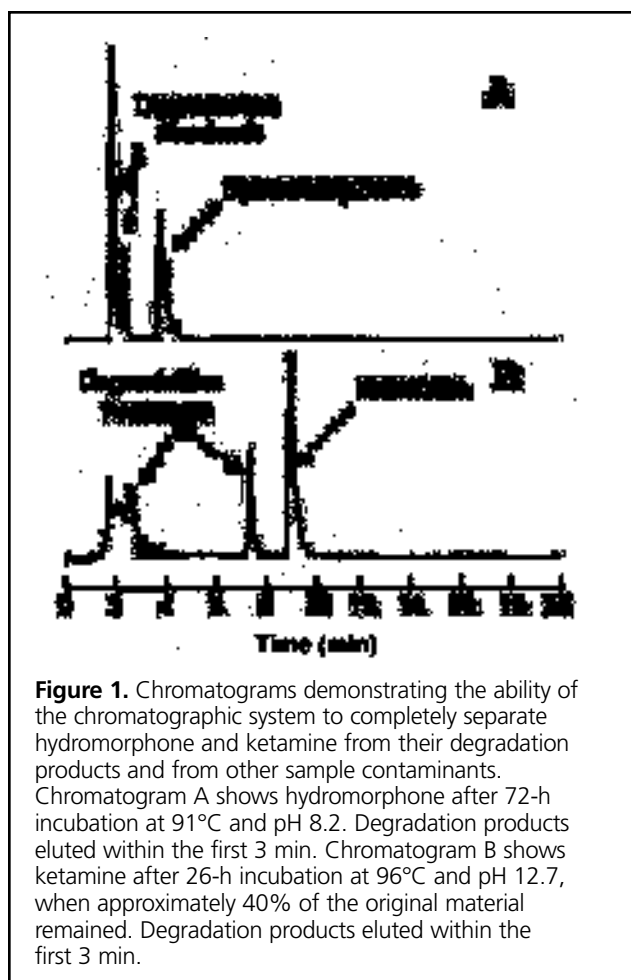 A
B
Time (min)
Figure 1. Chromatograms demonstrating the ability of
the chromatographic system to completely separate
hydromorphone and ketamine from their degradation
products and from other sample contaminants.
Chromatogram A shows hydromorphone after 72-h
incubation at 91°C and pH 8.2. Degradation products
eluted within the first 3 min. Chromatogram B shows
ketamine after 26-h incubation at 96°C and pH 12.7,
when approximately 40% of the original material
remained. Degradation products eluted within the
first 3 min.